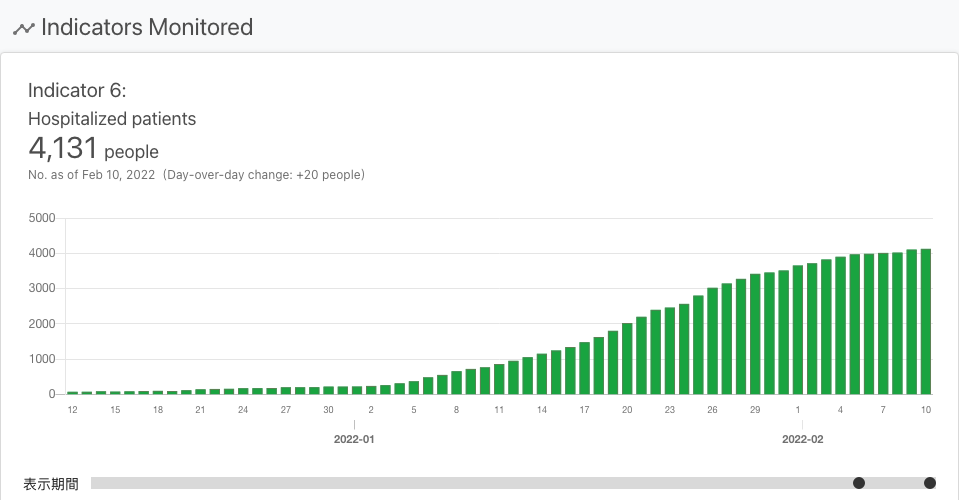 Indicators Monitored
Indicator 6:
Hospitalized patients
4,131 people
No. as of Feb 10, 2022 (Day-over-day change: +20 people)
5000
4000
3000
2000
1000
0
12 15 18 21 24 27 30 2 5 8 11 14 17 20 23 26 29 1 4 7 10
2022-01 2022-02
表示期間